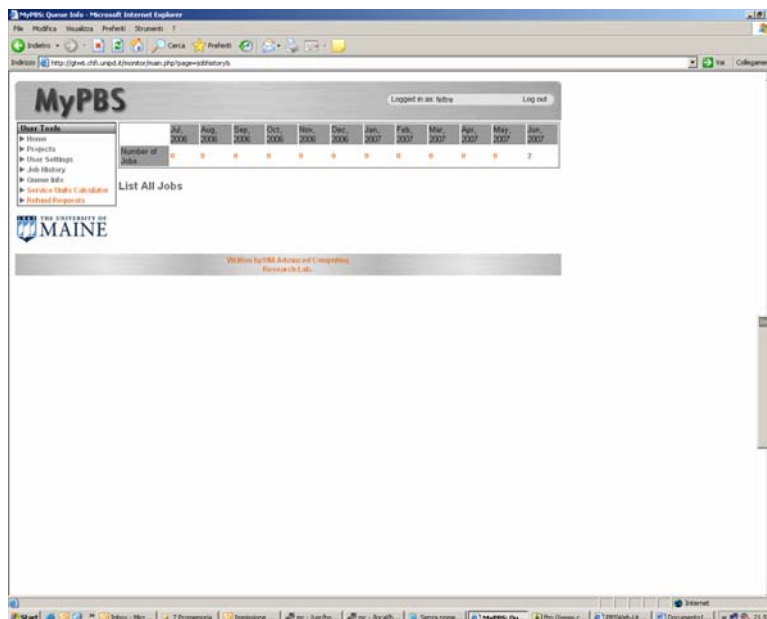 MyPBS: Queue Info - Microsoft Internet Explorer
File Modifica Visualizza Preferiti Strumenti ?
Indietro Cerca Preferiti
Indirizzo http://gtwb.chfi.unipd.it/monitor/main.php?page=jobhistory& Vai
MyPBS
Logged in as: feltre Log out
User Tools
Home
Projects
User Settings
Job History
Queue Info
Service Units Calculator
Refund Requests
Jul, 2006 Aug, 2006 Sep, 2006 Oct, 2006 Nov, 2006 Dec, 2006 Jan, 2007 Feb, 2007 Mar, 2007 Apr, 2007 May, 2007 Jun, 2007
Number of Jobs 0 0 0 0 0 0 0 0 0 0 0 2
List All Jobs
THE UNIVERSITY OF
MAINE
Written by UM Advanced Computing
Research Lab.
Internet
Start